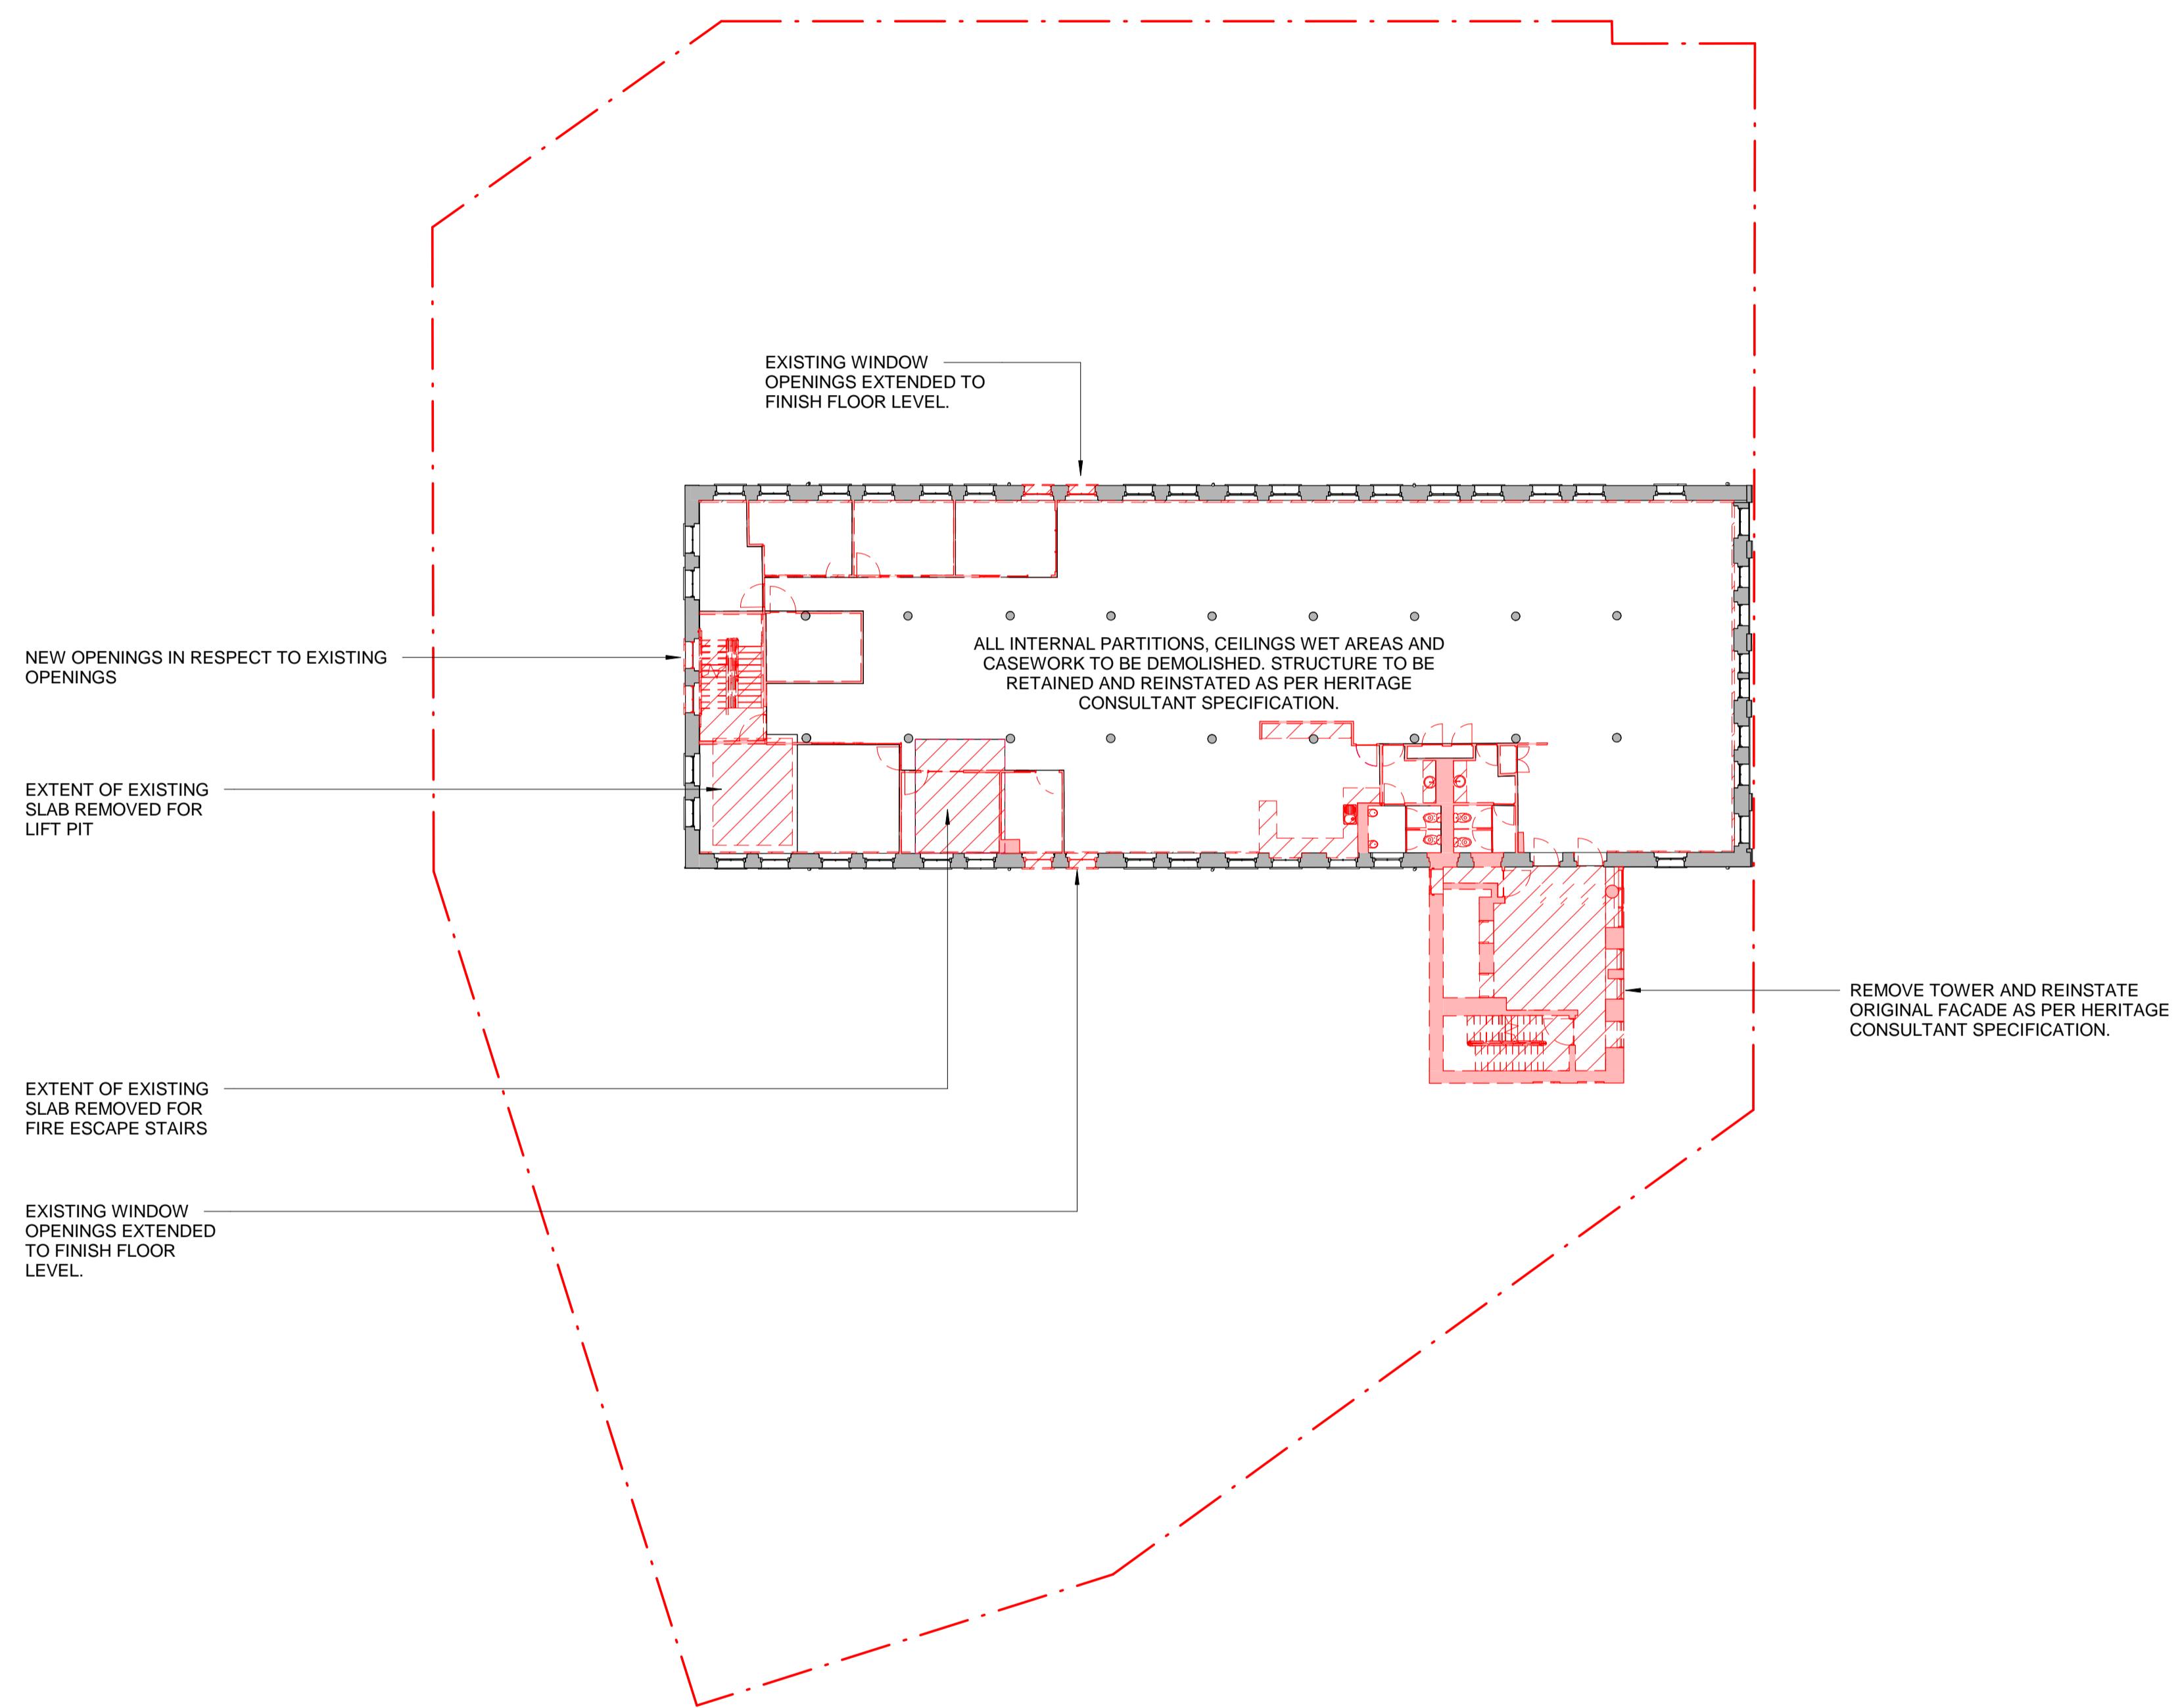 EXISTING WINDOW
OPENINGS EXTENDED TO
FINISH FLOOR LEVEL.
NEW OPENINGS IN RESPECT TO EXISTING
OPENINGS
ALL INTERNAL PARTITIONS, CEILINGS WET AREAS AND
CASEWORK TO BE DEMOLISHED. STRUCTURE TO BE
RETAINED AND REINSTATED AS PER HERITAGE
CONSULTANT SPECIFICATION.
EXTENT OF EXISTING
SLAB REMOVED FOR
LIFT PIT
REMOVE TOWER AND REINSTATE
ORIGINAL FACADE AS PER HERITAGE
CONSULTANT SPECIFICATION.
EXTENT OF EXISTING
SLAB REMOVED FOR
FIRE ESCAPE STAIRS
EXISTING WINDOW
OPENINGS EXTENDED
TO FINISH FLOOR
LEVEL.